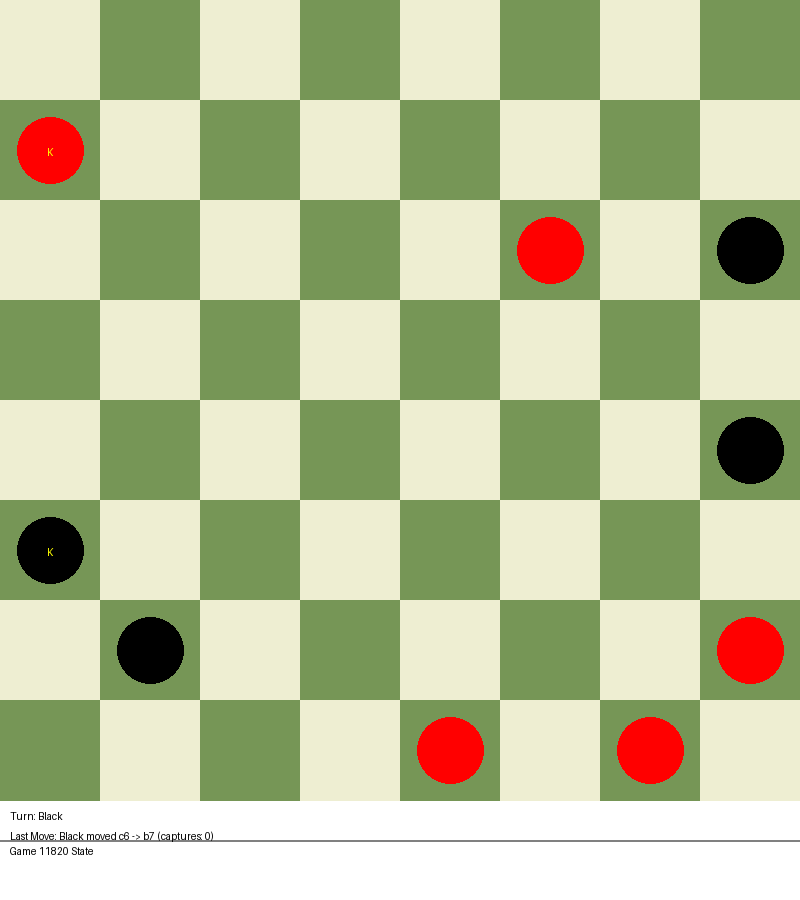 K
K
Turn: Black
Last Move: Black moved c6 -> b7 (captures: 0)
Game 11820 State